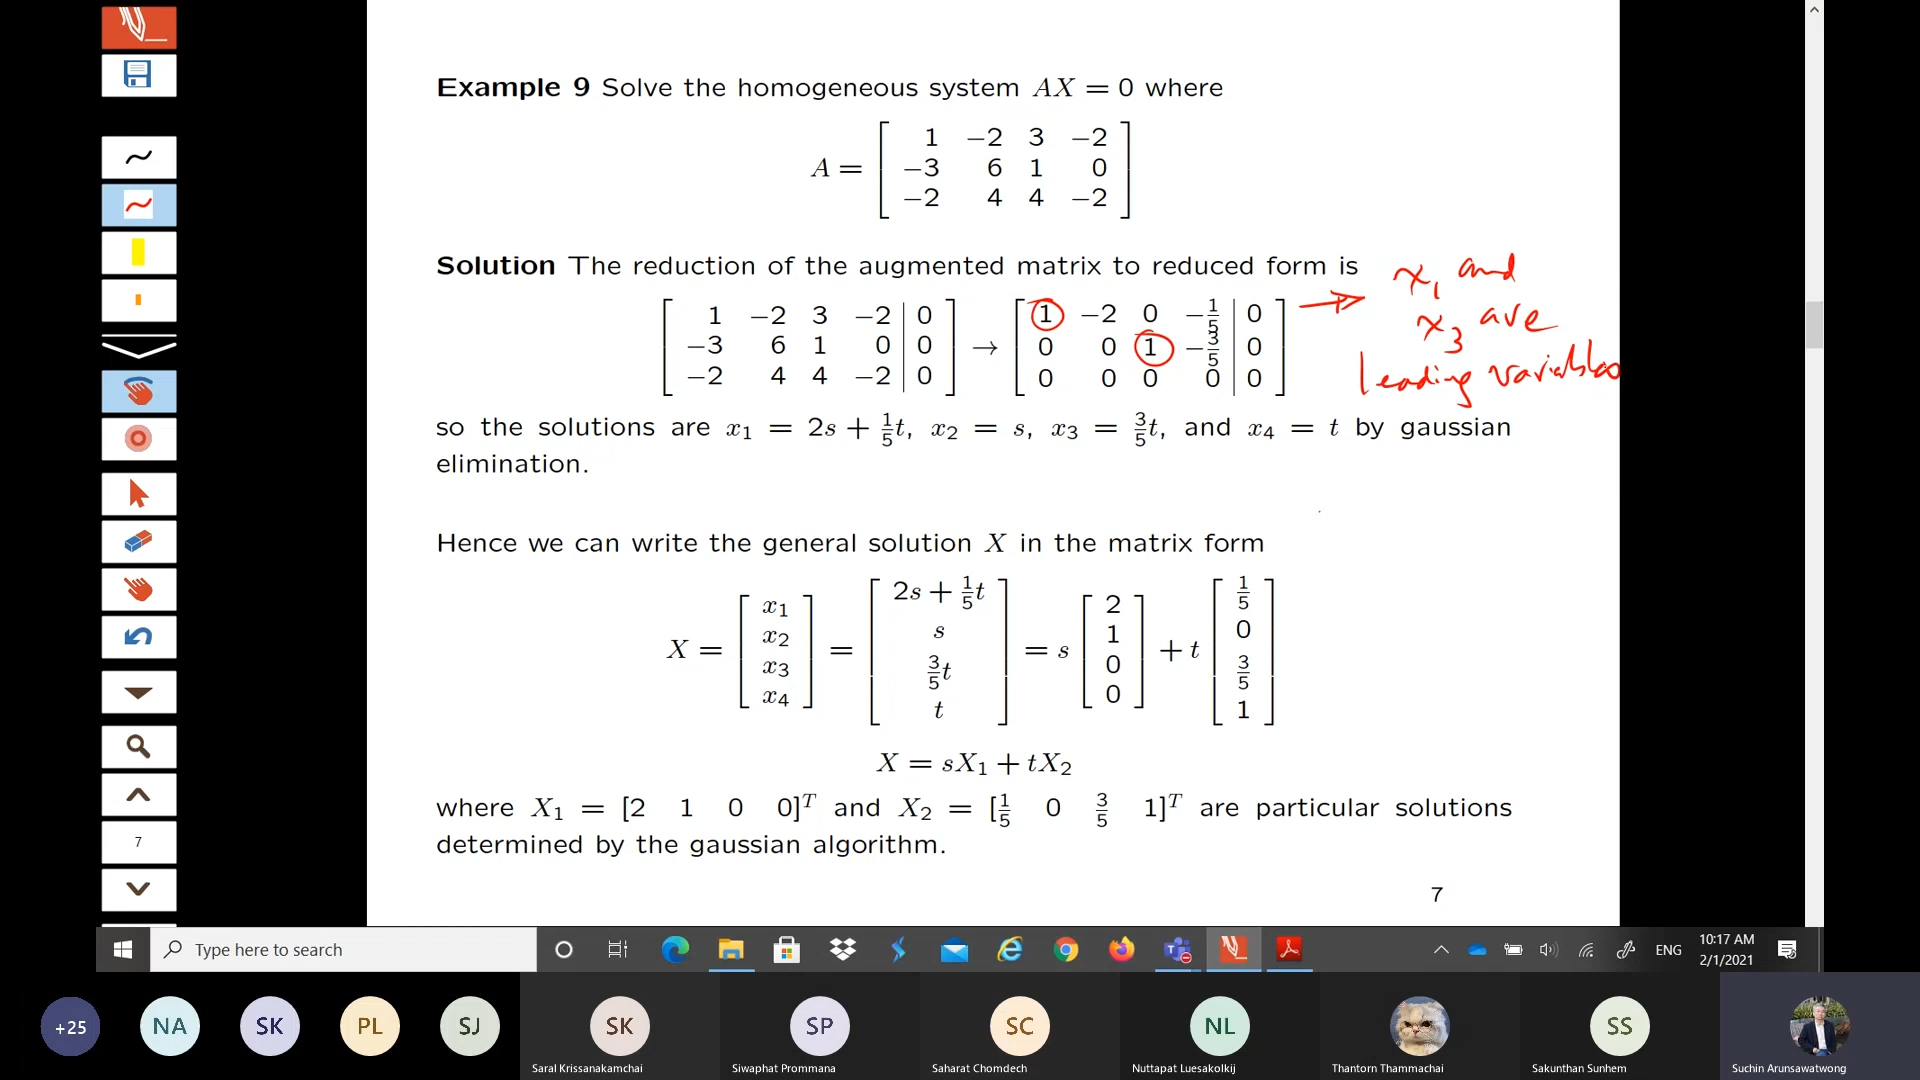 Example 9 Solve the homogeneous system AX = 0 where
A = [ 1 −2 3 −2
−3 6 1 0
−2 4 4 −2 ]
Solution The reduction of the augmented matrix to reduced form is
[ 1 −2 3 −2 | 0
−3 6 1 0 | 0
−2 4 4 −2 | 0 ]
→
[ 1 −2 0 −1/5 | 0
0 0 1 −3/5 | 0
0 0 0 0 | 0 ]
x₁ and
x₃ are
leading variables
so the solutions are x₁ = 2s + 1/5 t, x₂ = s, x₃ = 3/5 t, and x₄ = t by gaussian
elimination.
Hence we can write the general solution X in the matrix form
X = [ x₁
x₂
x₃
x₄ ]
= [ 2s + 1/5 t
s
3/5 t
t ]
= s [ 2
1
0
0 ]
+ t [ 1/5
0
3/5
1 ]
X = sX₁ + tX₂
where X₁ = [2 1 0 0]ᵀ and X₂ = [1/5 0 3/5 1]ᵀ are particular solutions
determined by the gaussian algorithm.
7
7
Type here to search
ENG
10:17 AM
2/1/2021
+25
NA
SK
PL
SJ
SK
Saral Krissanakamchai
SP
Siwaphat Prommana
SC
Saharat Chomdech
NL
Nuttapat Luesakolkij
Thantorn Thammachai
SS
Sakunthan Sunhem
Suchin Arunsawatwong